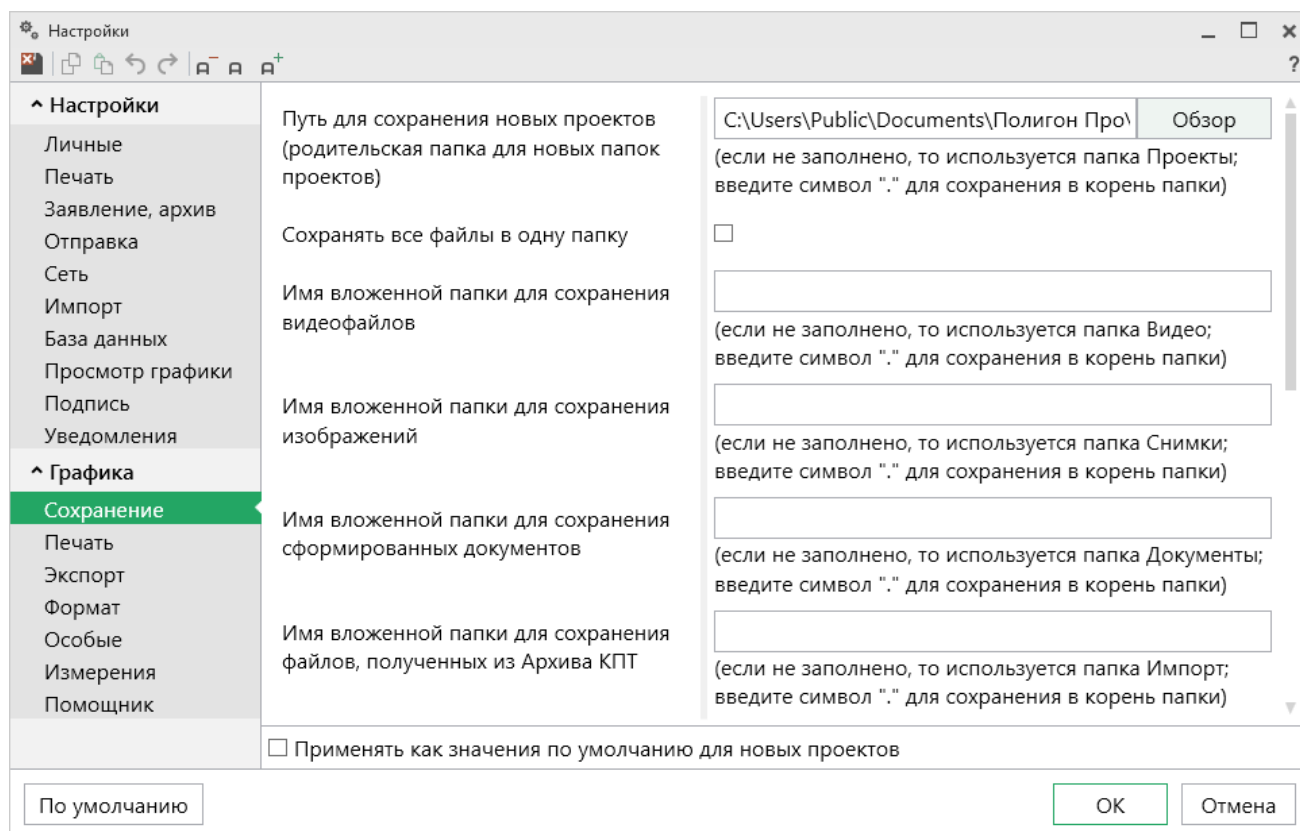 Настройки
?
Настройки
Личные
Печать
Заявление, архив
Отправка
Сеть
Импорт
База данных
Просмотр графики
Подпись
Уведомления
Графика
Сохранение
Печать
Экспорт
Формат
Особые
Измерения
Помощник
Путь для сохранения новых проектов
(родительская папка для новых папок
проектов)
C:\Users\Public\Documents\Полигон Про\
Обзор
(если не заполнено, то используется папка Проекты;
введите символ "." для сохранения в корень папки)
Сохранять все файлы в одну папку
Имя вложенной папки для сохранения
видеофайлов
(если не заполнено, то используется папка Видео;
введите символ "." для сохранения в корень папки)
Имя вложенной папки для сохранения
изображений
(если не заполнено, то используется папка Снимки;
введите символ "." для сохранения в корень папки)
Имя вложенной папки для сохранения
сформированных документов
(если не заполнено, то используется папка Документы;
введите символ "." для сохранения в корень папки)
Имя вложенной папки для сохранения
файлов, полученных из Архива КПТ
(если не заполнено, то используется папка Импорт;
введите символ "." для сохранения в корень папки)
Применять как значения по умолчанию для новых проектов
По умолчанию
ОК
Отмена